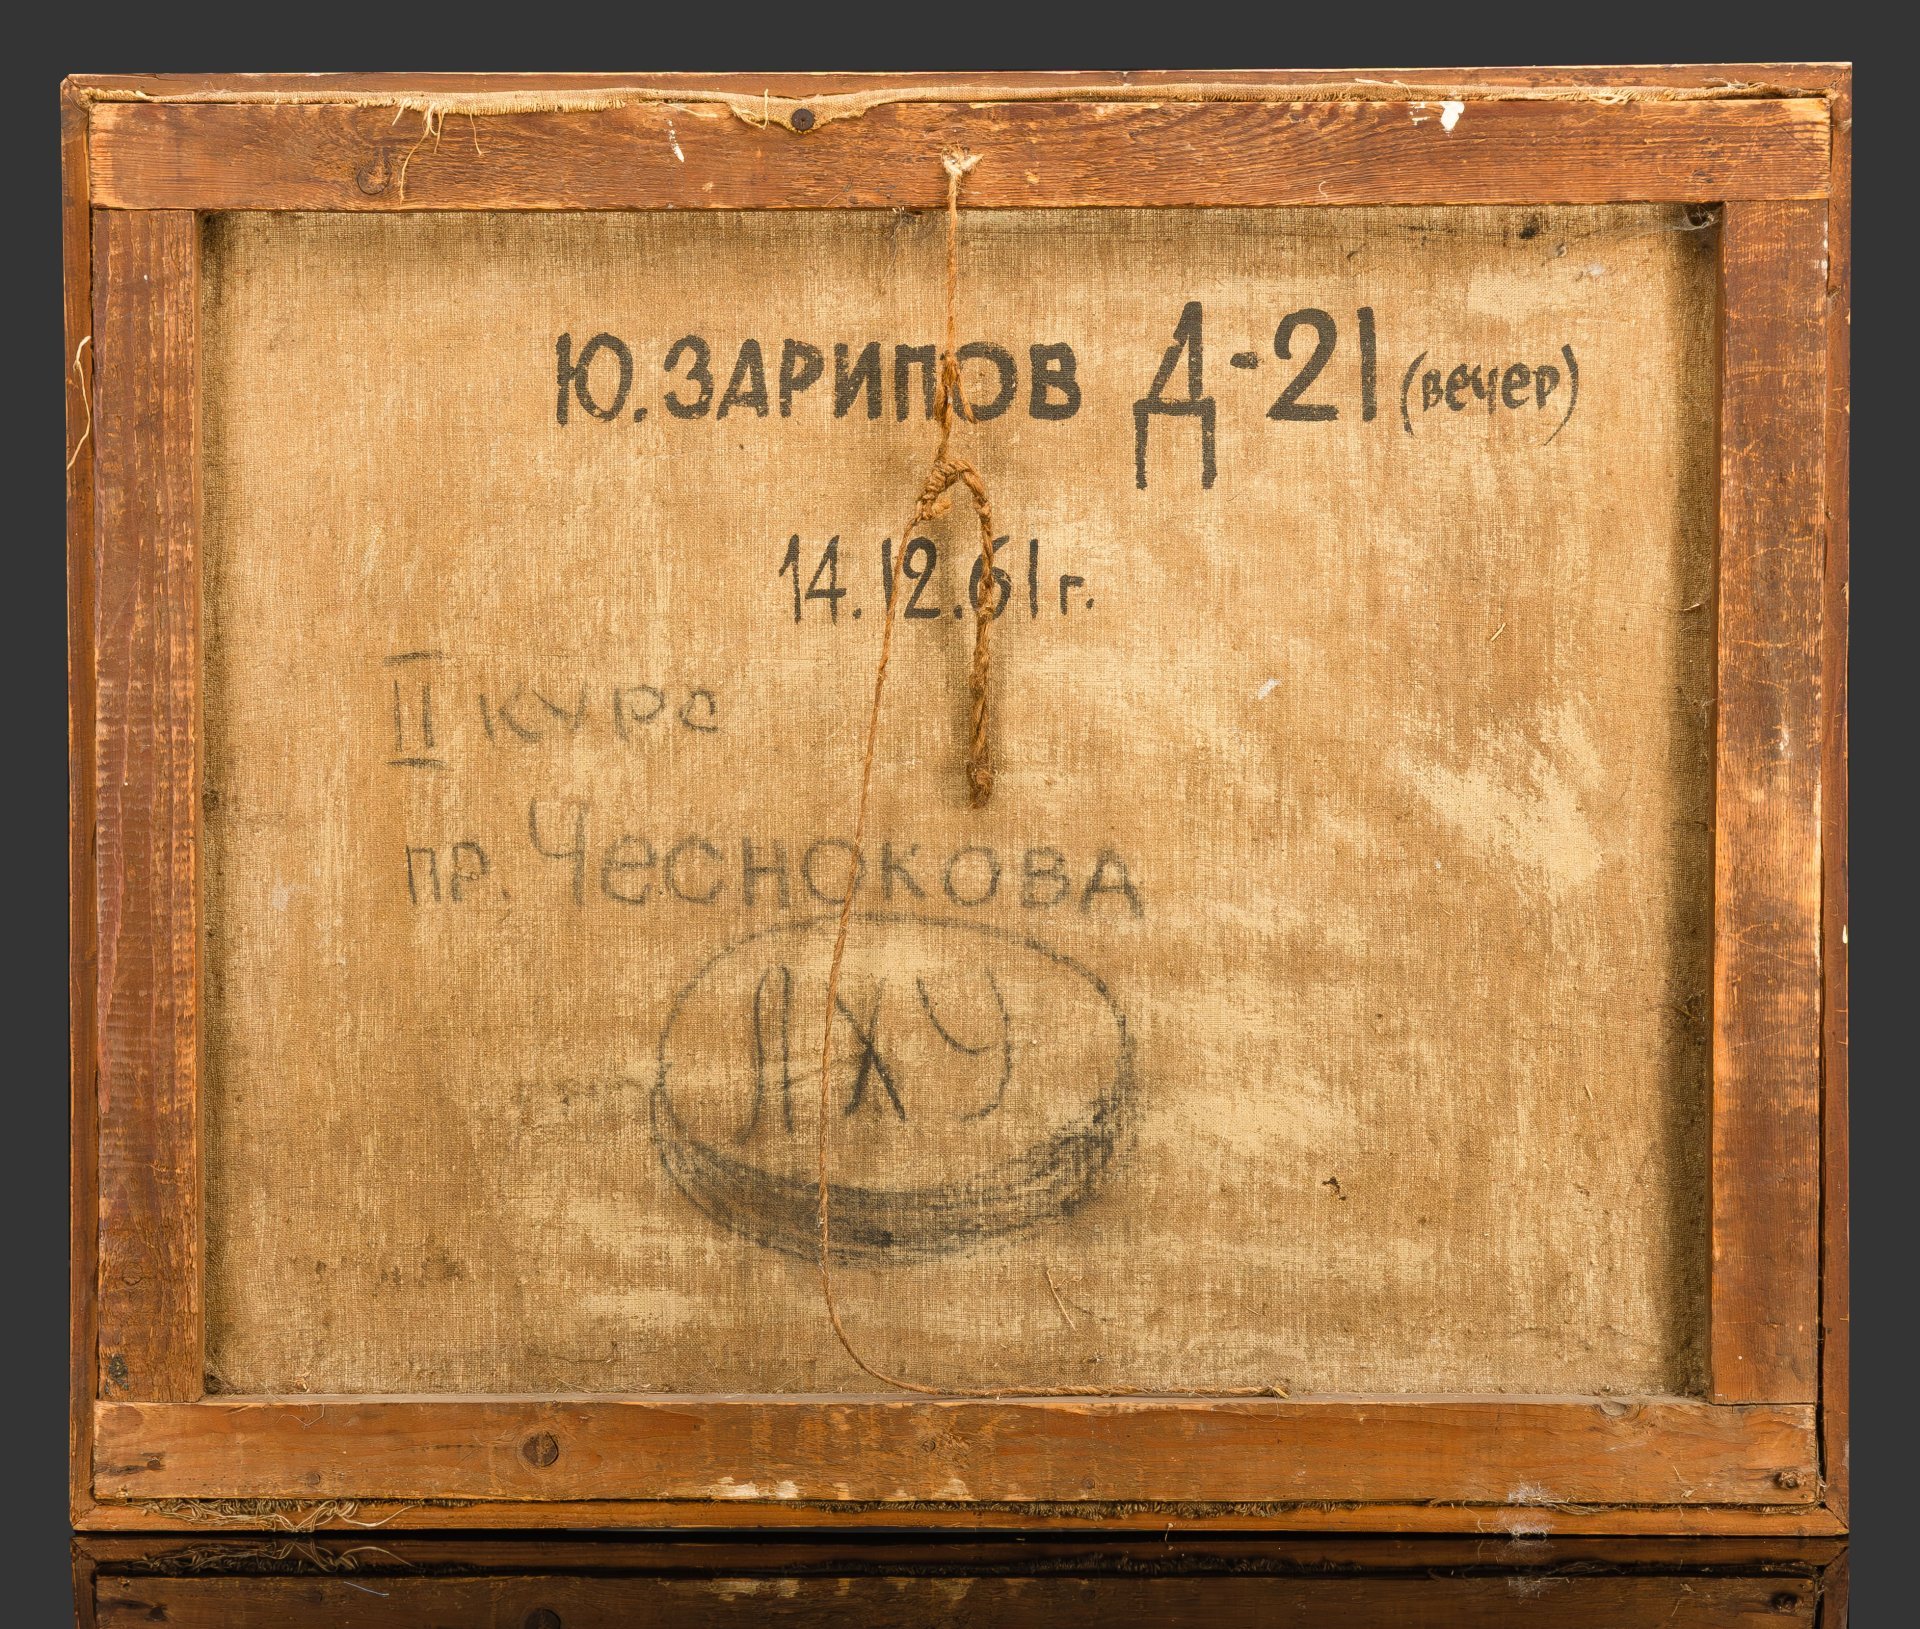 Ю.ЗАРИПОВ Д-21 (вечер)
14.12.61 г.
II курс
пр. Чеснокова
ЛХУ